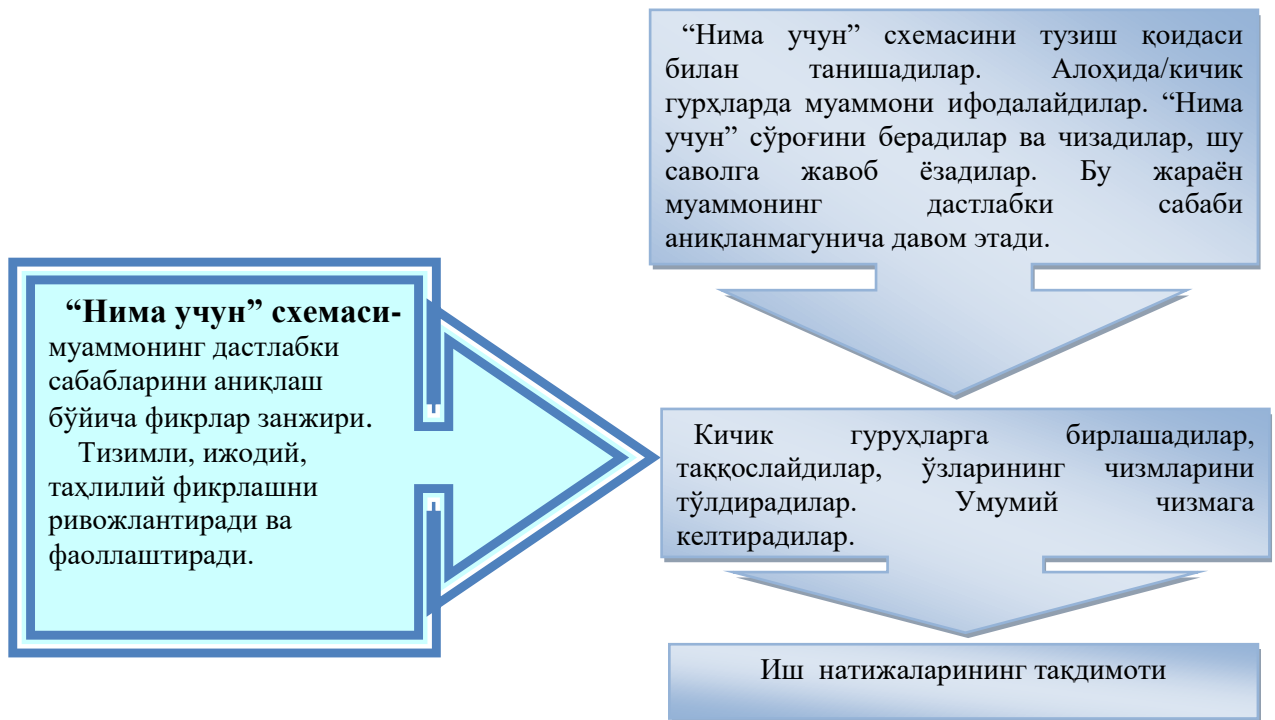 “Нима учун” схемаси-
муаммонинг дастлабки
сабабларини аниқлаш
бўйича фикрлар занжири.
Тизимли, ижодий,
таҳлилий фикрлашни
ривожлантиради ва
фаоллаштиради.
“Нима учун” схемасини тузиш қоидаси
билан танишадилар. Алоҳида/кичик
гурҳларда муаммони ифодалайдилар. “Нима
учун” сўроғини берадилар ва чизадилар, шу
саволга жавоб ёзадилар. Бу жараён
муаммонинг дастлабки сабаби
аниқланмагунича давом этади.
Кичик гуруҳларга бирлашадилар,
таққослайдилар, ўзларининг чизмларини
тўлдирадилар. Умумий чизмага
келтирадилар.
Иш натижаларининг тақдимоти